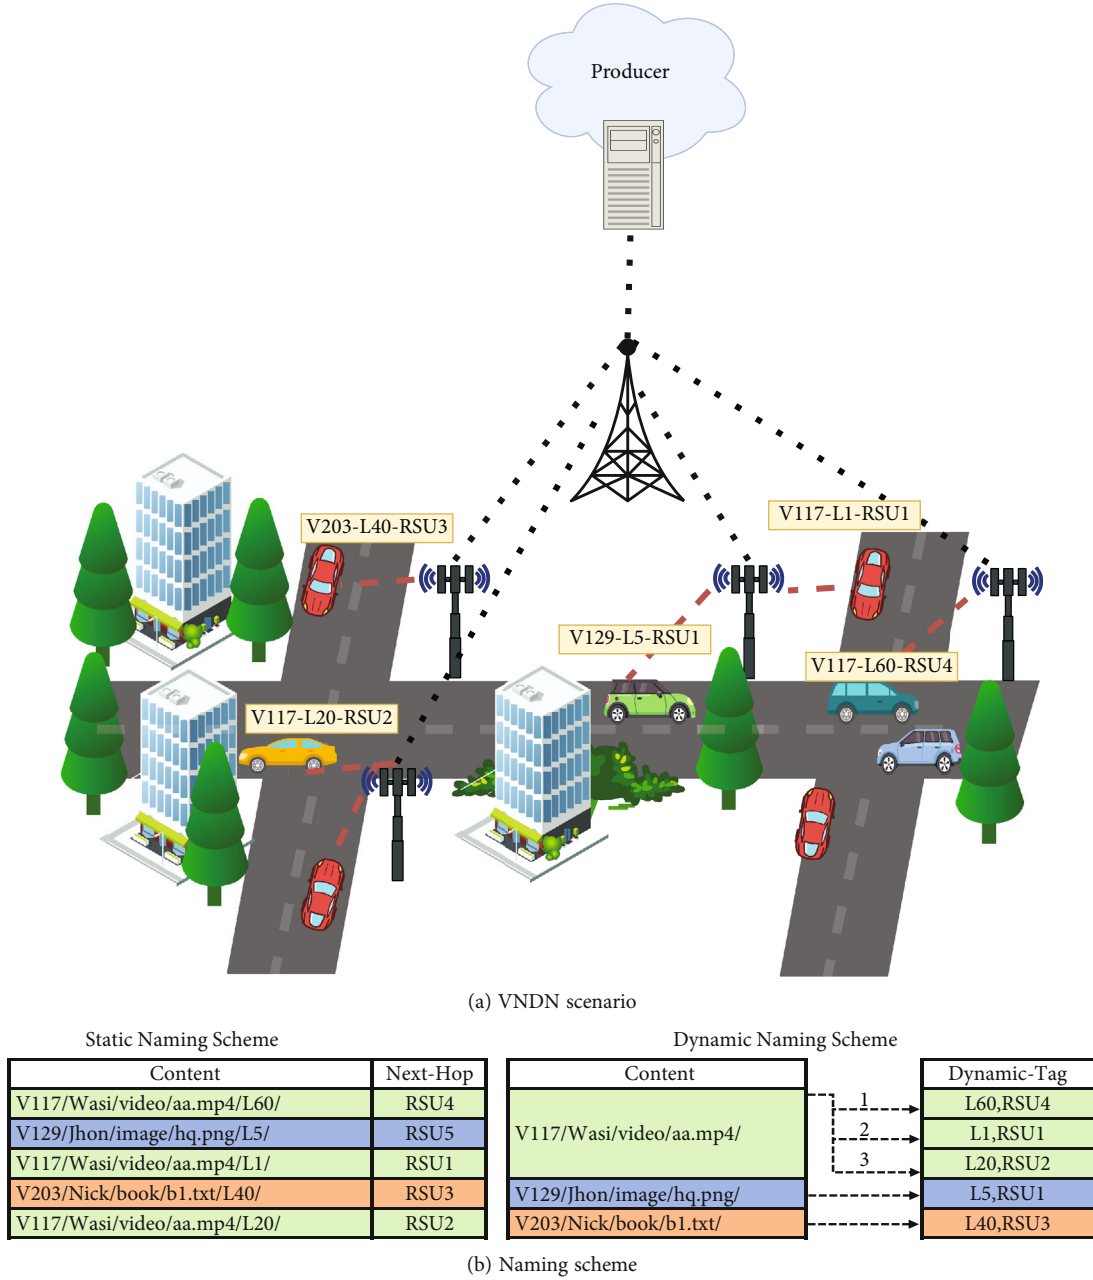 Producer
V117-L1-RSU1
V203-L40-RSU3
V129-L5-RSU1
V117-L60-RSU4
V117-L20-RSU2
(a) VNDN scenario
Static Naming Scheme
Content Next-Hop
V117/Wasi/video/aa.mp4/L60/ RSU4
V129/Jhon/image/hq.png/L5/ RSU5
V117/Wasi/video/aa.mp4/L1/ RSU1
V203/Nick/book/b1.txt/L40/ RSU3
V117/Wasi/video/aa.mp4/L20/ RSU2
Dynamic Naming Scheme
Content Dynamic-Tag
V117/Wasi/video/aa.mp4/
1 L60,RSU4
2 L1,RSU1
3 L20,RSU2
V129/Jhon/image/hq.png/ L5,RSU1
V203/Nick/book/b1.txt/ L40,RSU3
(b) Naming scheme